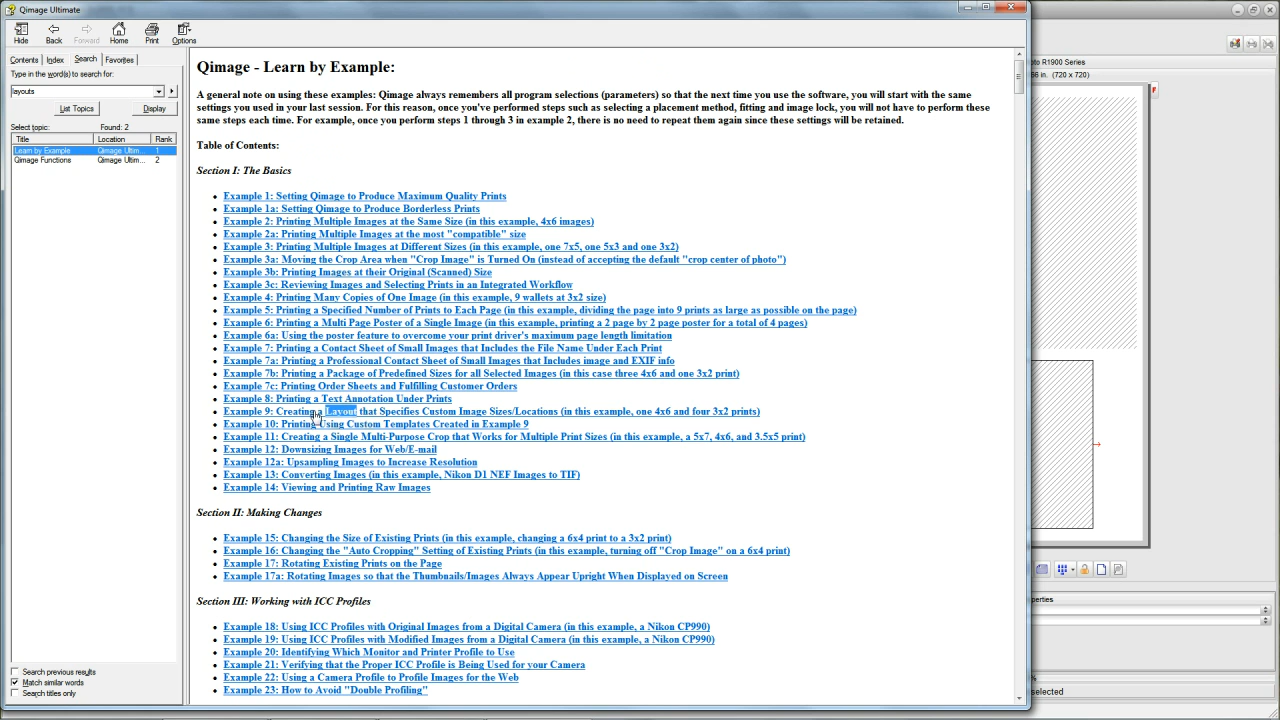 Qimage Ultimate
Hide
Back
Forward
Home
Print
Options
Contents
Index
Search
Favorites
Type in the word(s) to search for:
layouts
List Topics
Display
Select topic:
Found: 2
Title
Location
Rank
Learn by Example
Qimage Ultim...
1
Qimage Functions
Qimage Ultim...
2
Search previous results
Match similar words
Search titles only
Qimage - Learn by Example:
A general note on using these examples: Qimage always remembers all program selections (parameters) so that the next time you use the software, you will start with the same
settings you used in your last session. For this reason, once you've performed steps such as selecting a placement method, fitting and image lock, you will not have to perform these
same steps each time. For example, once you perform steps 1 through 3 in example 2, there is no need to repeat them again since these settings will be retained.
Table of Contents:
Section I: The Basics
Example 1: Setting Qimage to Produce Maximum Quality Prints
Example 1a: Setting Qimage to Produce Borderless Prints
Example 2: Printing Multiple Images at the Same Size (in this example, 4x6 images)
Example 2a: Printing Multiple Images at the most "compatible" size
Example 3: Printing Multiple Images at Different Sizes (in this example, one 7x5, one 5x3 and one 3x2)
Example 3a: Moving the Crop Area when "Crop Image" is Turned On (instead of accepting the default "crop center of photo")
Example 3b: Printing Images at their Original (Scanned) Size
Example 3c: Reviewing Images and Selecting Prints in an Integrated Workflow
Example 4: Printing Many Copies of One Image (in this example, 9 wallets at 3x2 size)
Example 5: Printing a Specified Number of Prints to Each Page (in this example, dividing the page into 9 prints as large as possible on the page)
Example 6: Printing a Multi Page Poster of a Single Image (in this example, printing a 2 page by 2 page poster for a total of 4 pages)
Example 6a: Using the poster feature to overcome your print driver's maximum page length limitation
Example 7: Printing a Contact Sheet of Small Images that Includes the File Name Under Each Print
Example 7a: Printing a Professional Contact Sheet of Small Images that Includes image and EXIF info
Example 7b: Printing a Package of Predefined Sizes for all Selected Images (in this case three 4x6 and one 3x2 print)
Example 7c: Printing Order Sheets and Fulfilling Customer Orders
Example 8: Printing a Text Annotation Under Prints
Example 9: Creating a Layout that Specifies Custom Image Sizes/Locations (in this example, one 4x6 and four 3x2 prints)
Example 10: Printing Using Custom Templates Created in Example 9
Example 11: Creating a Single Multi-Purpose Crop that Works for Multiple Print Sizes (in this example, a 5x7, 4x6, and 3.5x5 print)
Example 12: Downsizing Images for Web/E-mail
Example 12a: Upsampling Images to Increase Resolution
Example 13: Converting Images (in this example, Nikon D1 NEF Images to TIF)
Example 14: Viewing and Printing Raw Images
Section II: Making Changes
Example 15: Changing the Size of Existing Prints (in this example, changing a 6x4 print to a 3x2 print)
Example 16: Changing the "Auto Cropping" Setting of Existing Prints (in this example, turning off "Crop Image" on a 6x4 print)
Example 17: Rotating Existing Prints on the Page
Example 17a: Rotating Images so that the Thumbnails/Images Always Appear Upright When Displayed on Screen
Section III: Working with ICC Profiles
Example 18: Using ICC Profiles with Original Images from a Digital Camera (in this example, a Nikon CP990)
Example 19: Using ICC Profiles with Modified Images from a Digital Camera (in this example, a Nikon CP990)
Example 20: Identifying Which Monitor and Printer Profile to Use
Example 21: Verifying that the Proper ICC Profile is Being Used for your Camera
Example 22: Using a Camera Profile to Profile Images for the Web
Example 23: How to Avoid "Double Profiling"
oto R1900 Series
66 in. (720 x 720)
F
perties
%
selected